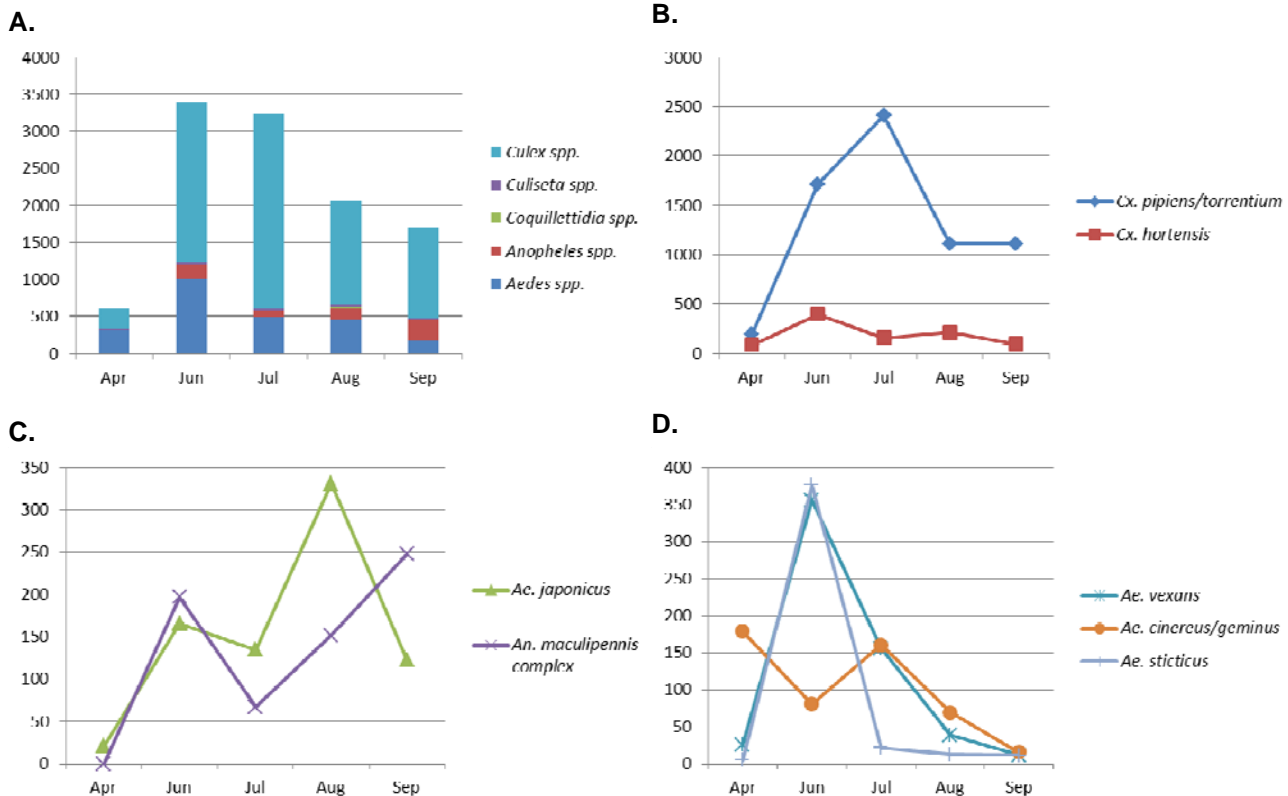 A.
4000
3500
3000
2500
2000
1500
1000
500
0
Apr
Jun
Jul
Aug
Sep
Culex spp.
Culiseta spp.
Coquillettidia spp.
Anopheles spp.
Aedes spp.
B.
3000
2500
2000
1500
1000
500
0
Apr
Jun
Jul
Aug
Sep
Cx. pipiens/torrentium
Cx. hortensis
C.
350
300
250
200
150
100
50
0
Apr
Jun
Jul
Aug
Sep
Ae. japonicus
An. maculipennis
complex
D.
400
350
300
250
200
150
100
50
0
Apr
Jun
Jul
Aug
Sep
Ae. vexans
Ae. cinereus/geminus
Ae. sticticus